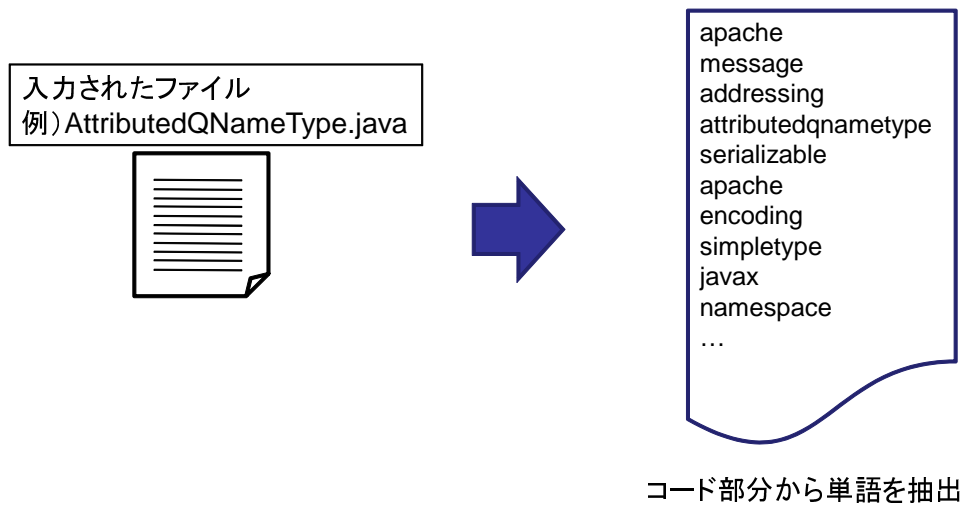 入力されたファイル
例）AttributedQNameType.java
apache
message
addressing
attributedqnametype
serializable
apache
encoding
simpletype
javax
namespace
…
コード部分から単語を抽出